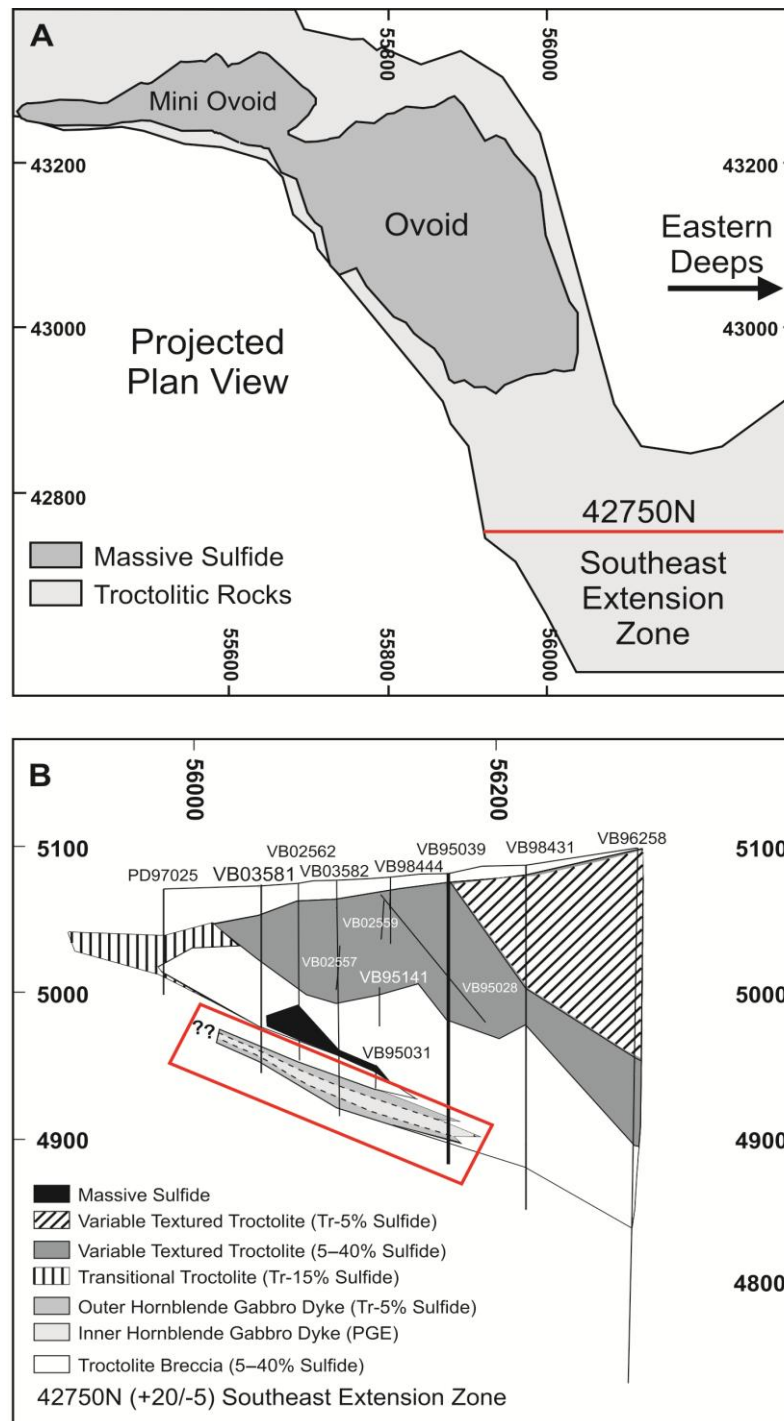 A
55800
56000
Mini Ovoid
43200
43200
Ovoid
Eastern
Deeps
43000
43000
Projected
Plan View
42800
42750N
Massive Sulfide
Troctolitic Rocks
Southeast
Extension
Zone
55600
55800
56000
B
56000
56200
5100
5100
PD97025
VB03581
VB02562
VB03582
VB98444
VB95039
VB98431
VB96258
VB02559
VB02557
VB95141
VB95028
5000
5000
??
VB95031
4900
4900
Massive Sulfide
Variable Textured Troctolite (Tr-5% Sulfide)
Variable Textured Troctolite (5–40% Sulfide)
Transitional Troctolite (Tr-15% Sulfide)
4800
Outer Hornblende Gabbro Dyke (Tr-5% Sulfide)
Inner Hornblende Gabbro Dyke (PGE)
Troctolite Breccia (5–40% Sulfide)
42750N (+20/-5) Southeast Extension Zone